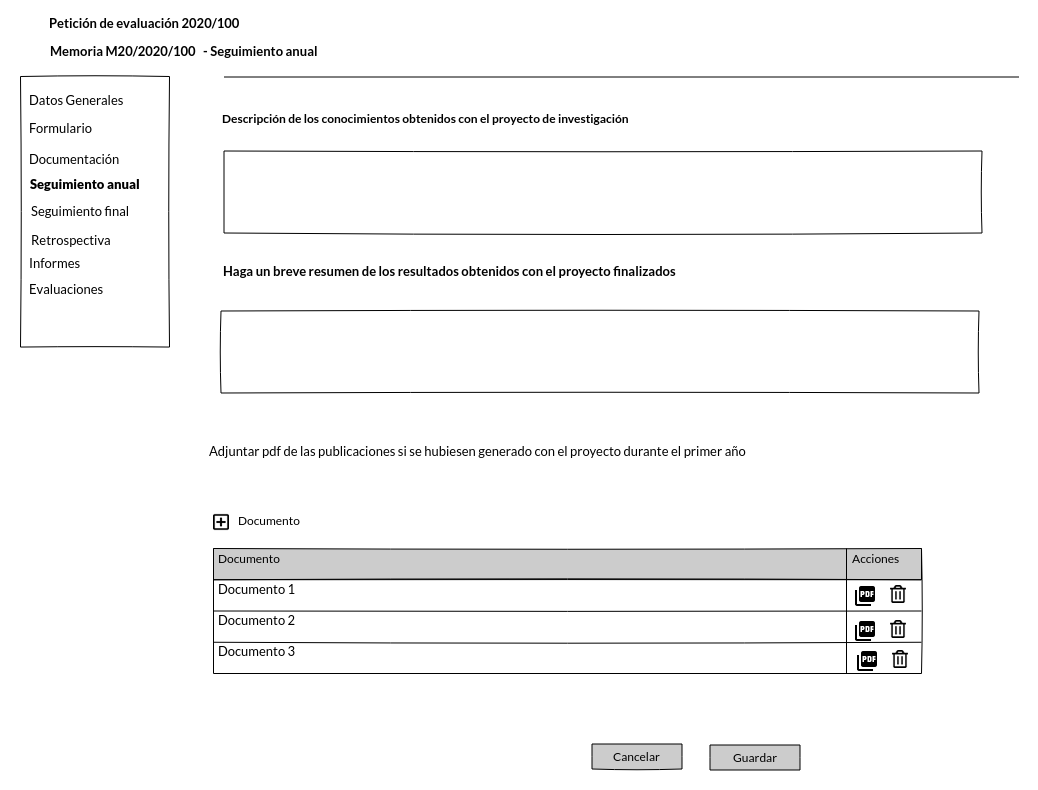 Petición de evaluación 2020/100
Memoria M20/2020/100 - Seguimiento anual
Datos Generales
Formulario
Documentación
Seguimiento anual
Seguimiento final
Retrospectiva
Informes
Evaluaciones
Descripción de los conocimientos obtenidos con el proyecto de investigación
Haga un breve resumen de los resultados obtenidos con el proyecto finalizados
Adjuntar pdf de las publicaciones si se hubiesen generado con el proyecto durante el primer año
Documento
Documento Acciones
Documento 1 PDF
Documento 2 PDF
Documento 3 PDF
Cancelar Guardar